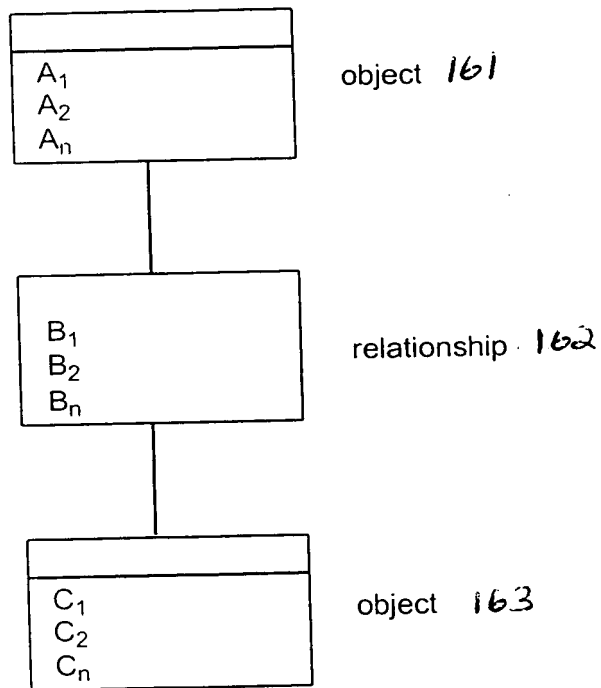 A₁ object 161
A₂
Aₙ
B₁ relationship 162
B₂
Bₙ
C₁ object 163
C₂
Cₙ